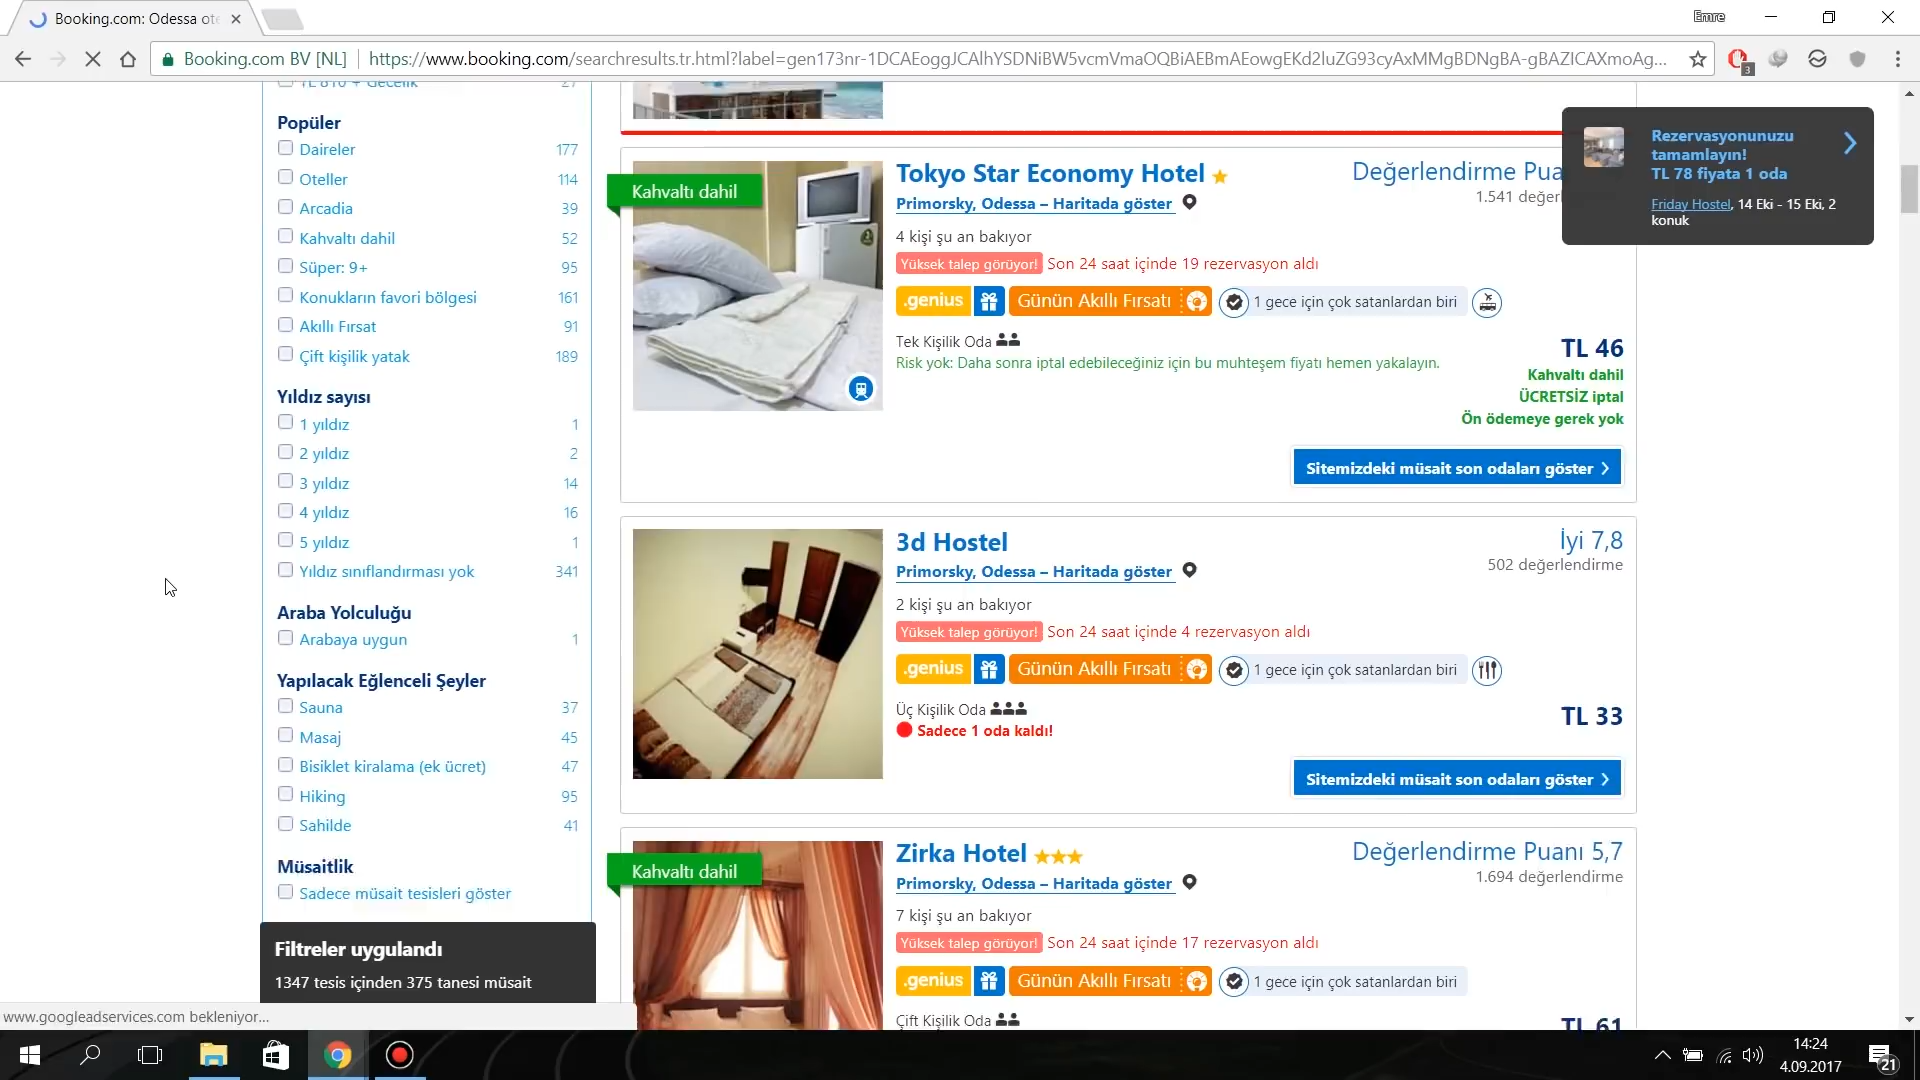 Booking.com: Odessa ote
Emre
Booking.com BV [NL]
https://www.booking.com/searchresults.tr.html?label=gen173nr-1DCAEoggJCAlhYSDNiBW5vcmVmaOQBiAEBmAEowgEKd2luZG93cyAxMMgBDNgBA-gBAZICAXmoAg...
3
TL 810 + Gecelik 27
Popüler
Daireler 177
Oteller 114
Arcadia 39
Kahvaltı dahil 52
Süper: 9+ 95
Konukların favori bölgesi 161
Akıllı Fırsat 91
Çift kişilik yatak 189
Yıldız sayısı
1 yıldız 1
2 yıldız 2
3 yıldız 14
4 yıldız 16
5 yıldız 1
Yıldız sınıflandırması yok 341
Araba Yolculuğu
Arabaya uygun 1
Yapılacak Eğlenceli Şeyler
Sauna 37
Masaj 45
Bisiklet kiralama (ek ücret) 47
Hiking 95
Sahilde 41
Müsaitlik
Sadece müsait tesisleri göster
Filtreler uygulandı
1347 tesis içinden 375 tanesi müsait
Kahvaltı dahil
Tokyo Star Economy Hotel
Değerlendirme Pua
1.541 değerl
Primorsky, Odessa – Haritada göster
4 kişi şu an bakıyor
Yüksek talep görüyor! Son 24 saat içinde 19 rezervasyon aldı
.genius Günün Akıllı Fırsatı 1 gece için çok satanlardan biri
Tek Kişilik Oda
Risk yok: Daha sonra iptal edebileceğiniz için bu muhteşem fiyatı hemen yakalayın.
TL 46
Kahvaltı dahil
ÜCRETSİZ iptal
Ön ödemeye gerek yok
Sitemizdeki müsait son odaları göster
3d Hostel
İyi 7,8
502 değerlendirme
Primorsky, Odessa – Haritada göster
2 kişi şu an bakıyor
Yüksek talep görüyor! Son 24 saat içinde 4 rezervasyon aldı
.genius Günün Akıllı Fırsatı 1 gece için çok satanlardan biri
Üç Kişilik Oda
Sadece 1 oda kaldı!
TL 33
Sitemizdeki müsait son odaları göster
Kahvaltı dahil
Zirka Hotel
Değerlendirme Puanı 5,7
1.694 değerlendirme
Primorsky, Odessa – Haritada göster
7 kişi şu an bakıyor
Yüksek talep görüyor! Son 24 saat içinde 17 rezervasyon aldı
.genius Günün Akıllı Fırsatı 1 gece için çok satanlardan biri
Çift Kişilik Oda
TL 61
Rezervasyonunuzu
tamamlayın!
TL 78 fiyata 1 oda
Friday Hostel, 14 Eki - 15 Eki, 2
konuk
www.googleadservices.com bekleniyor...
14:24
4.09.2017
21